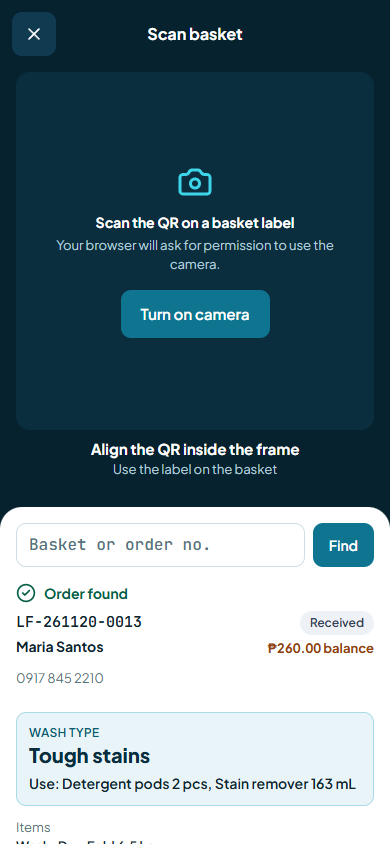 Scan basket
Scan the QR on a basket label
Your browser will ask for permission to use the
camera.
Turn on camera
Align the QR inside the frame
Use the label on the basket
Basket or order no.
Find
Order found
LF-261120-0013
Received
Maria Santos
₱260.00 balance
0917 845 2210
WASH TYPE
Tough stains
Use: Detergent pods 2 pcs, Stain remover 163 mL
Items